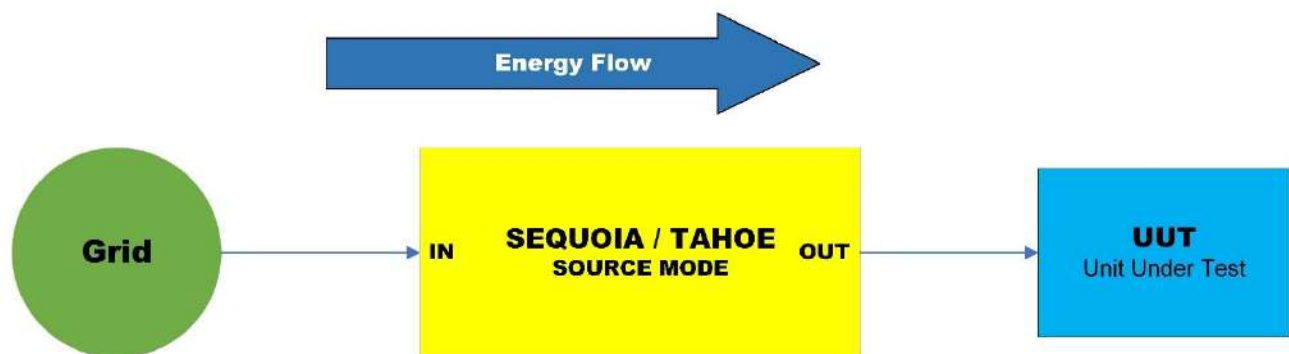 Energy Flow
Grid
IN
SEQUOIA / TAHOE
SOURCE MODE
OUT
UUT
Unit Under Test